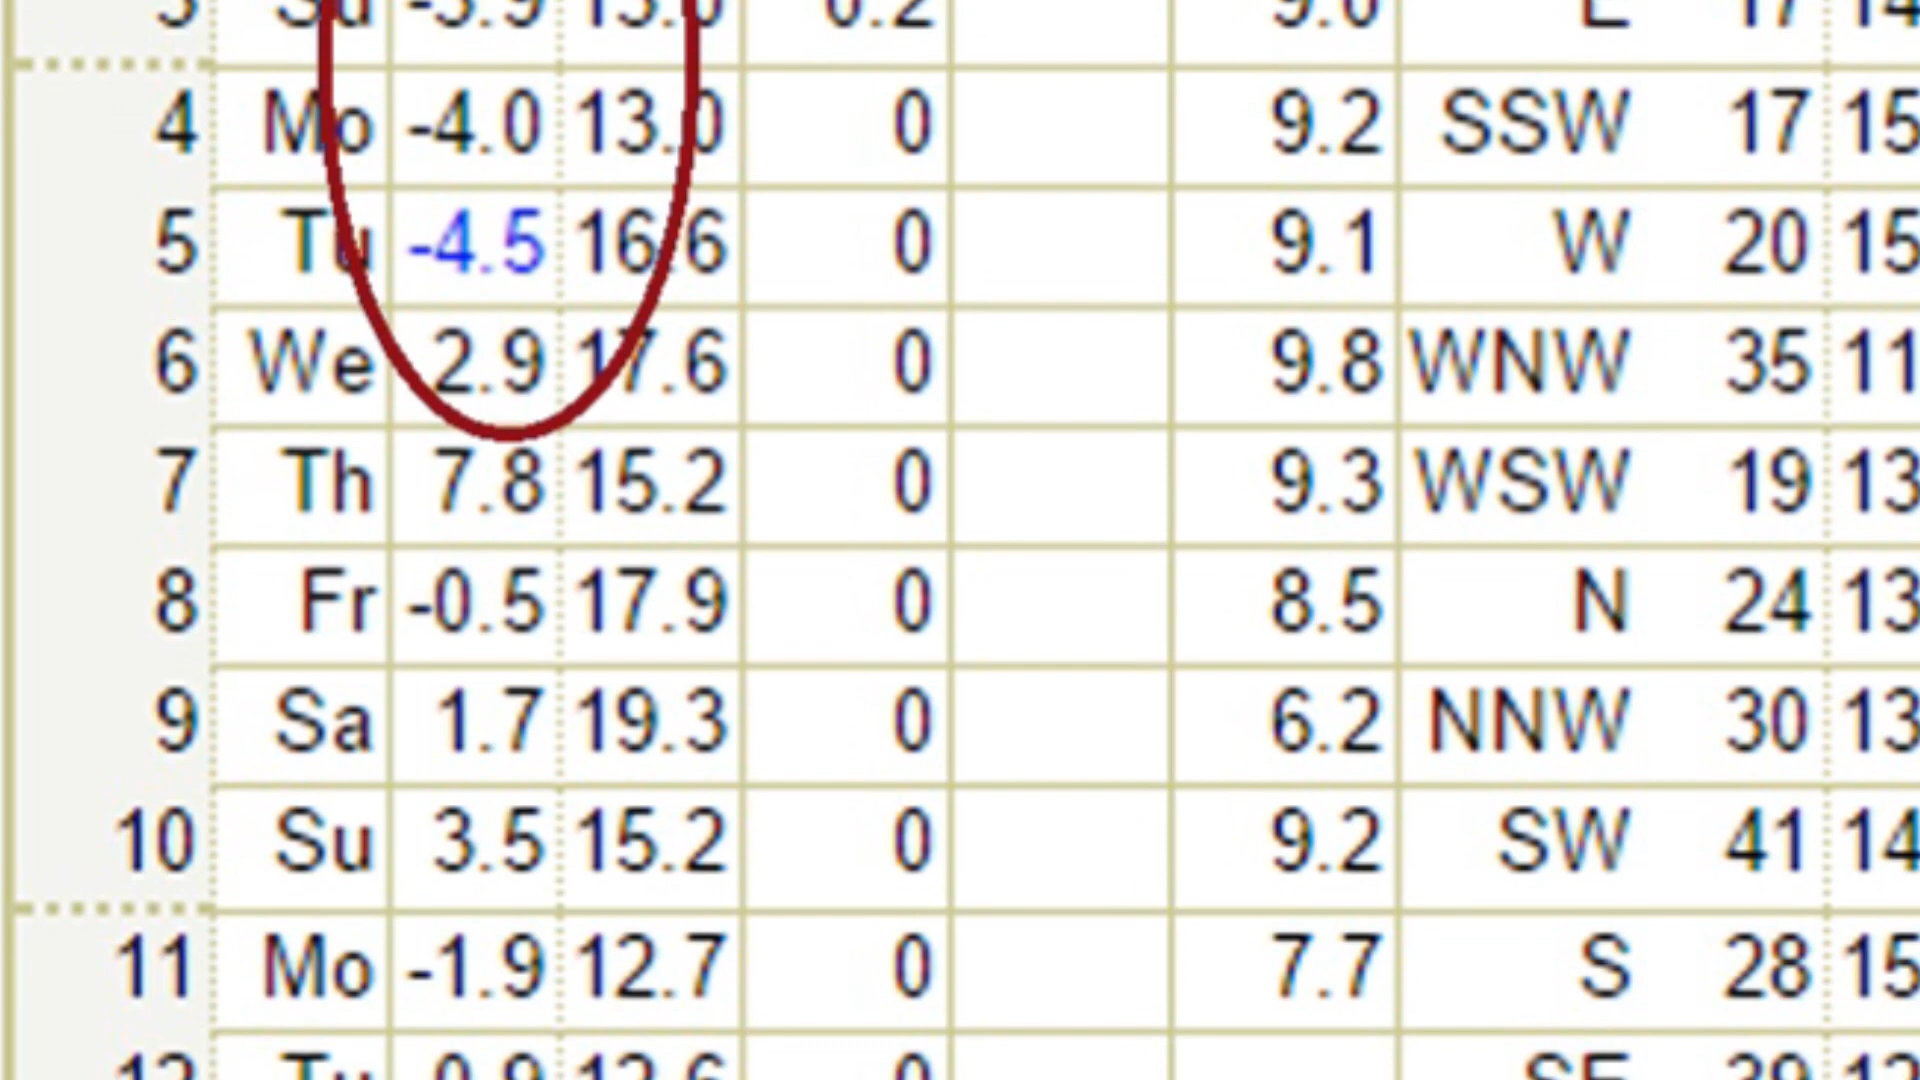 4 Mo -4.0 13.0 0 9.2 SSW 17 15
5 Tu -4.5 16.6 0 9.1 W 20 15
6 We 2.9 17.6 0 9.8 WNW 35 11
7 Th 7.8 15.2 0 9.3 WSW 19 13
8 Fr -0.5 17.9 0 8.5 N 24 13
9 Sa 1.7 19.3 0 6.2 NNW 30 13
10 Su 3.5 15.2 0 9.2 SW 41 14
11 Mo -1.9 12.7 0 7.7 S 28 15